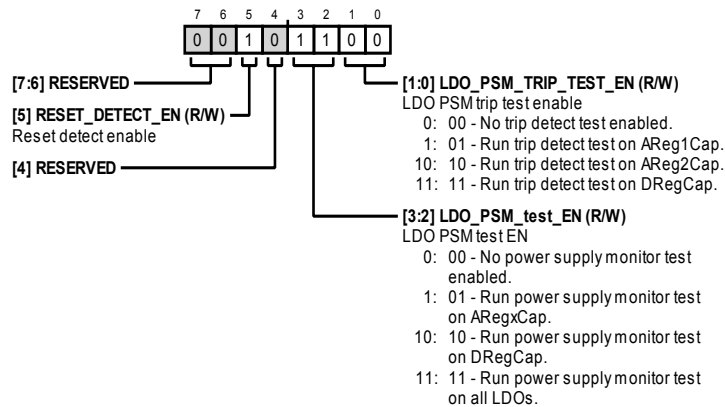 7 6 5 4 3 2 1 0
0 0 1 0 1 1 0 0
[7:6] RESERVED
[5] RESET_DETECT_EN (R/W)
Reset detect enable
[4] RESERVED
[1:0] LDO_PSM_TRIP_TEST_EN (R/W)
LDO PSM trip test enable
0: 00 - No trip detect test enabled.
1: 01 - Run trip detect test on AReg1Cap.
10: 10 - Run trip detect test on AReg2Cap.
11: 11 - Run trip detect test on DRegCap.
[3:2] LDO_PSM_test_EN (R/W)
LDO PSM test EN
0: 00 - No power supply monitor test
enabled.
1: 01 - Run power supply monitor test
on ARegxCap.
10: 10 - Run power supply monitor test
on DRegCap.
11: 11 - Run power supply monitor test
on all LDOs.